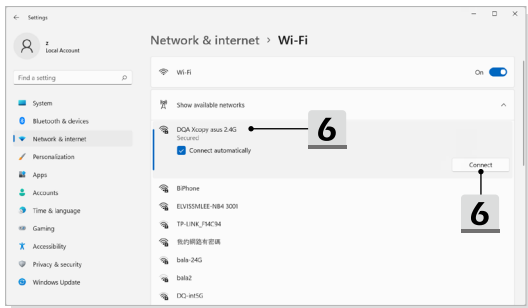 Settings
z
Local Account
Find a setting
System
Bluetooth & devices
Network & internet
Personalization
Apps
Accounts
Time & language
Gaming
Accessibility
Privacy & security
Windows Update
Network & internet › Wi-Fi
Wi-Fi
On
Show available networks
DQA Xcopy asus 2.4G
Secured
Connect automatically
6
Connect
6
BiPhone
ELVISSMLEE-NB4 3001
TP-LINK_F14C94
我的網路有密碼
bala-24G
bala2
DQ-int5G